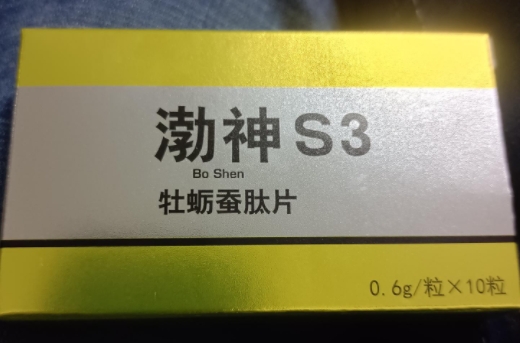 渤神S3
Bo Shen
牡蛎蚕肽片
0.6g/粒×10粒